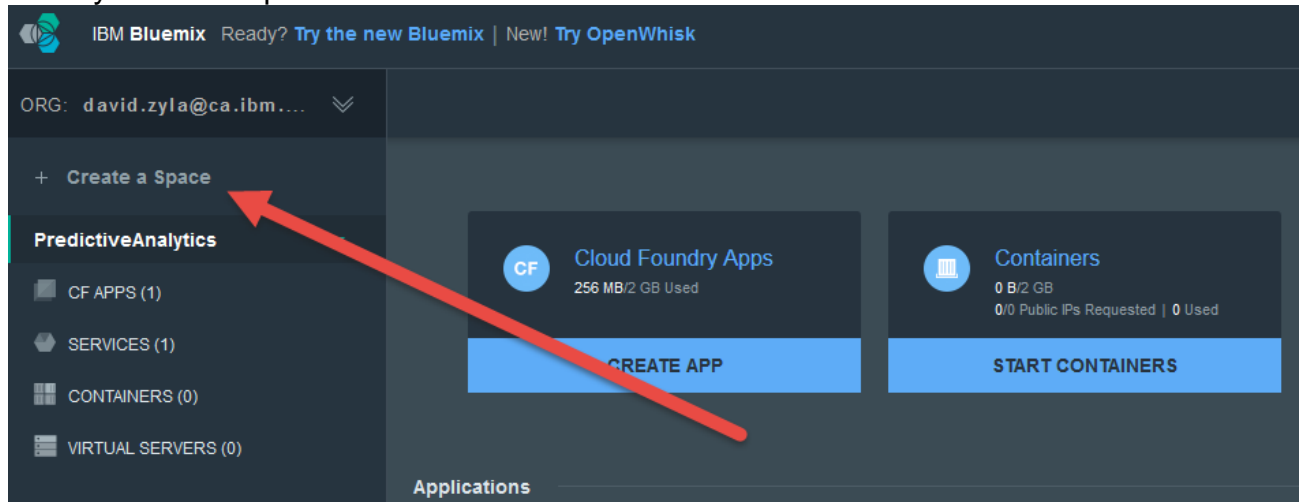 IBM Bluemix Ready? Try the new Bluemix | New! Try OpenWhisk
ORG: david.zyla@ca.ibm....
+ Create a Space
PredictiveAnalytics
CF APPS (1)
SERVICES (1)
CONTAINERS (0)
VIRTUAL SERVERS (0)
CF
Cloud Foundry Apps
256 MB/2 GB Used
CREATE APP
Containers
0 B/2 GB
0/0 Public IPs Requested | 0 Used
START CONTAINERS
Applications